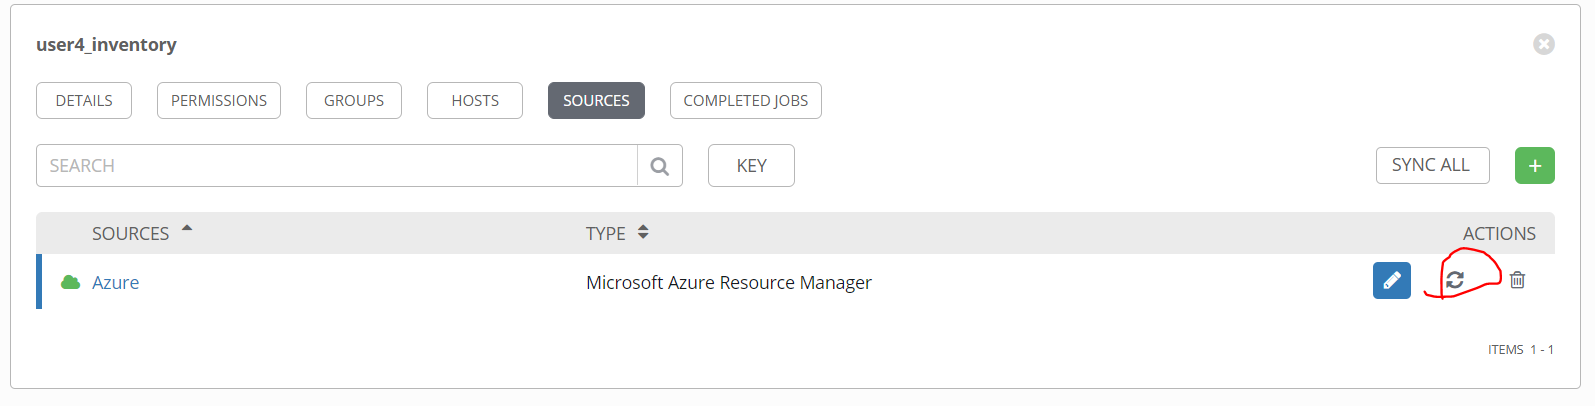 user4_inventory
DETAILS PERMISSIONS GROUPS HOSTS SOURCES COMPLETED JOBS
SEARCH KEY SYNC ALL +
SOURCES TYPE ACTIONS
Azure Microsoft Azure Resource Manager
ITEMS 1 - 1